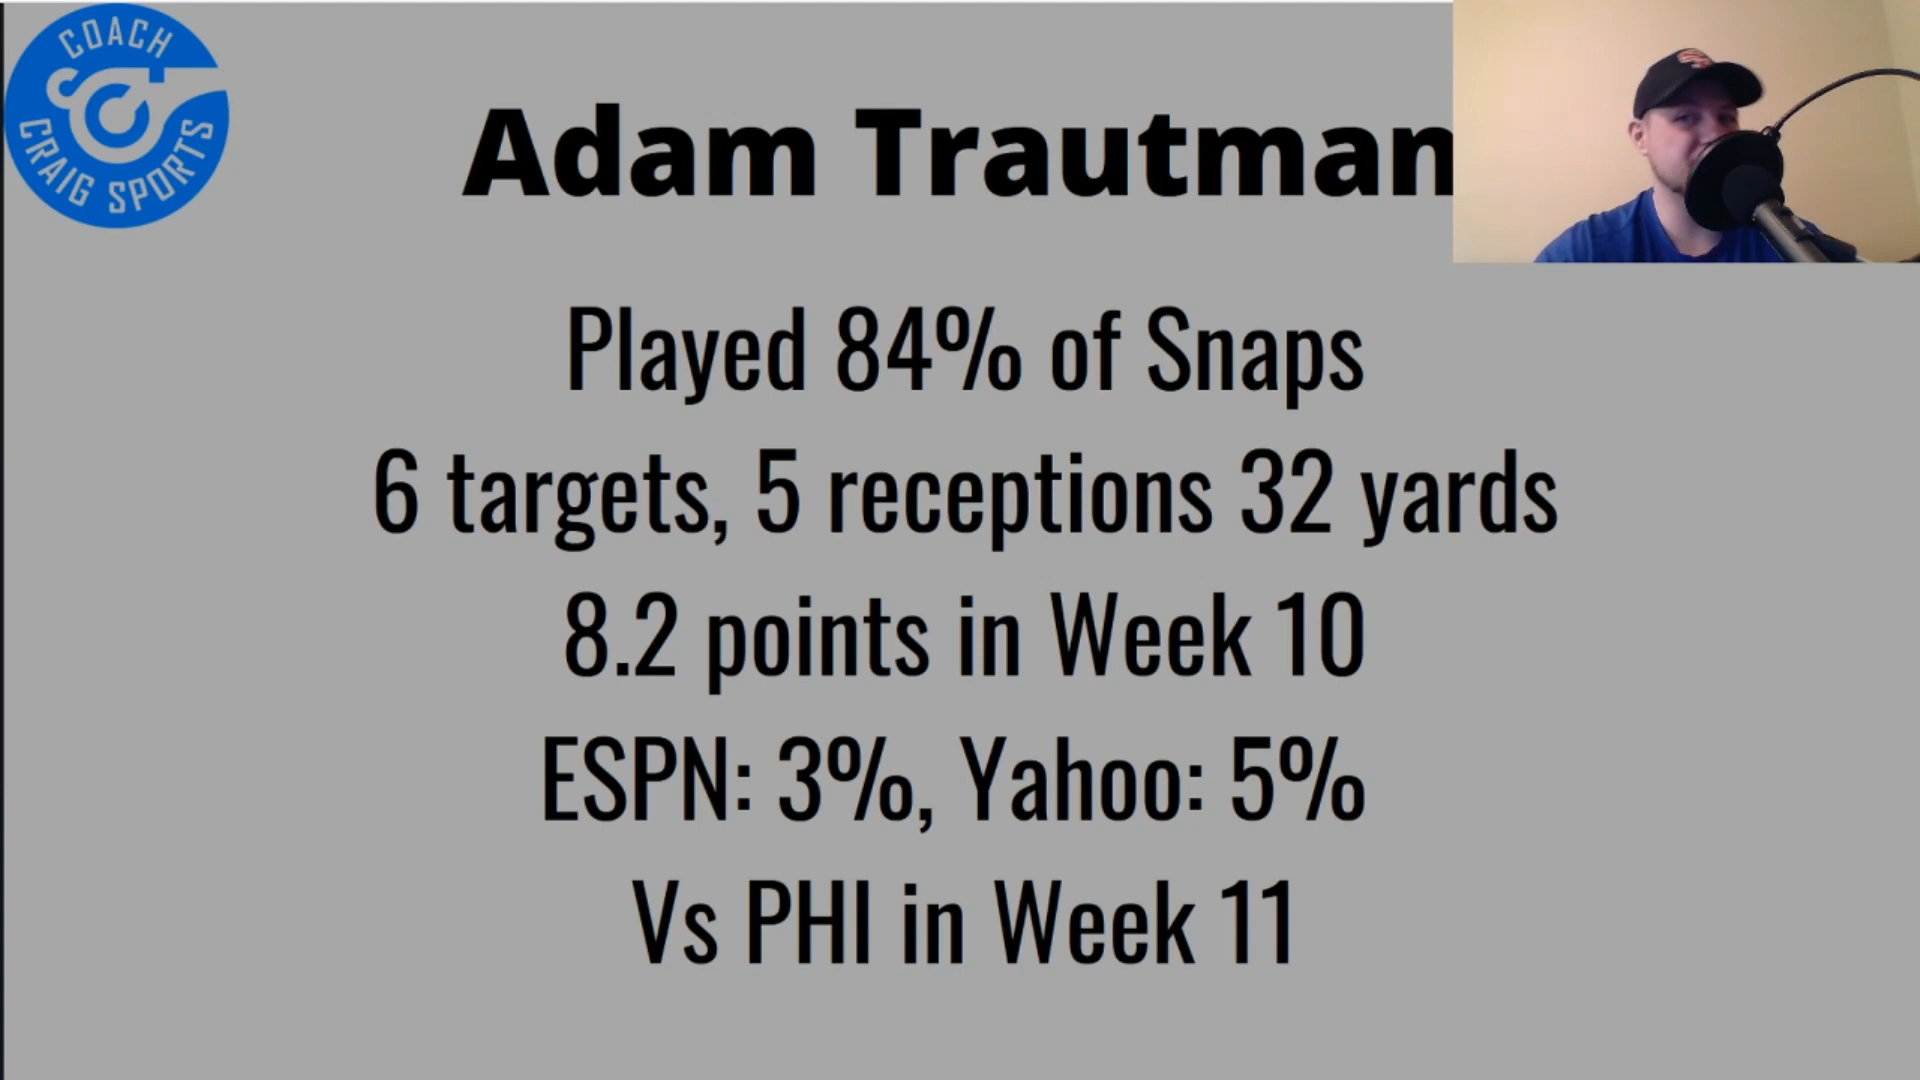 COACH
CRAIG SPORTS
Adam Trautman
Played 84% of Snaps
6 targets, 5 receptions 32 yards
8.2 points in Week 10
ESPN: 3%, Yahoo: 5%
Vs PHI in Week 11